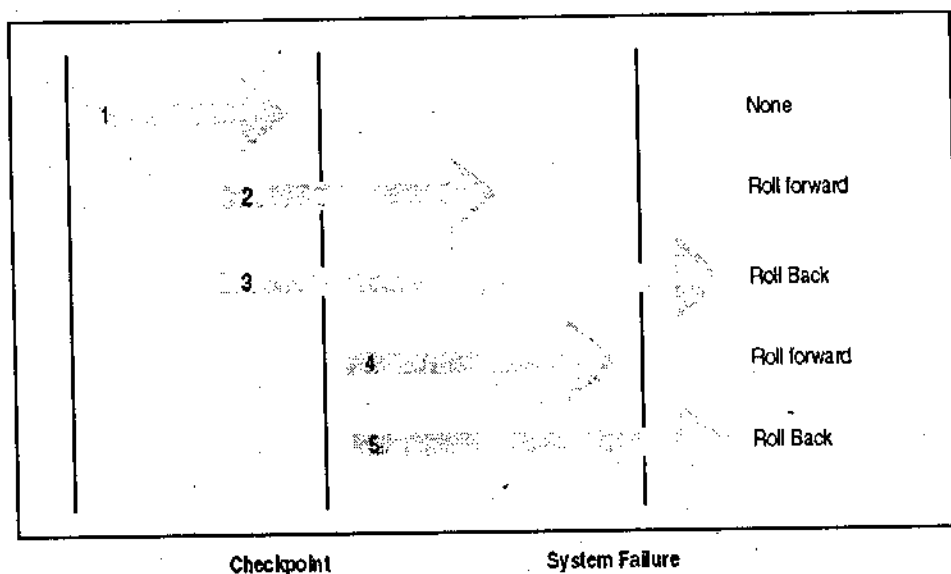 1 None
2 Roll forward
3 Roll Back
4 Roll forward
5 Roll Back
Checkpoint System Failure